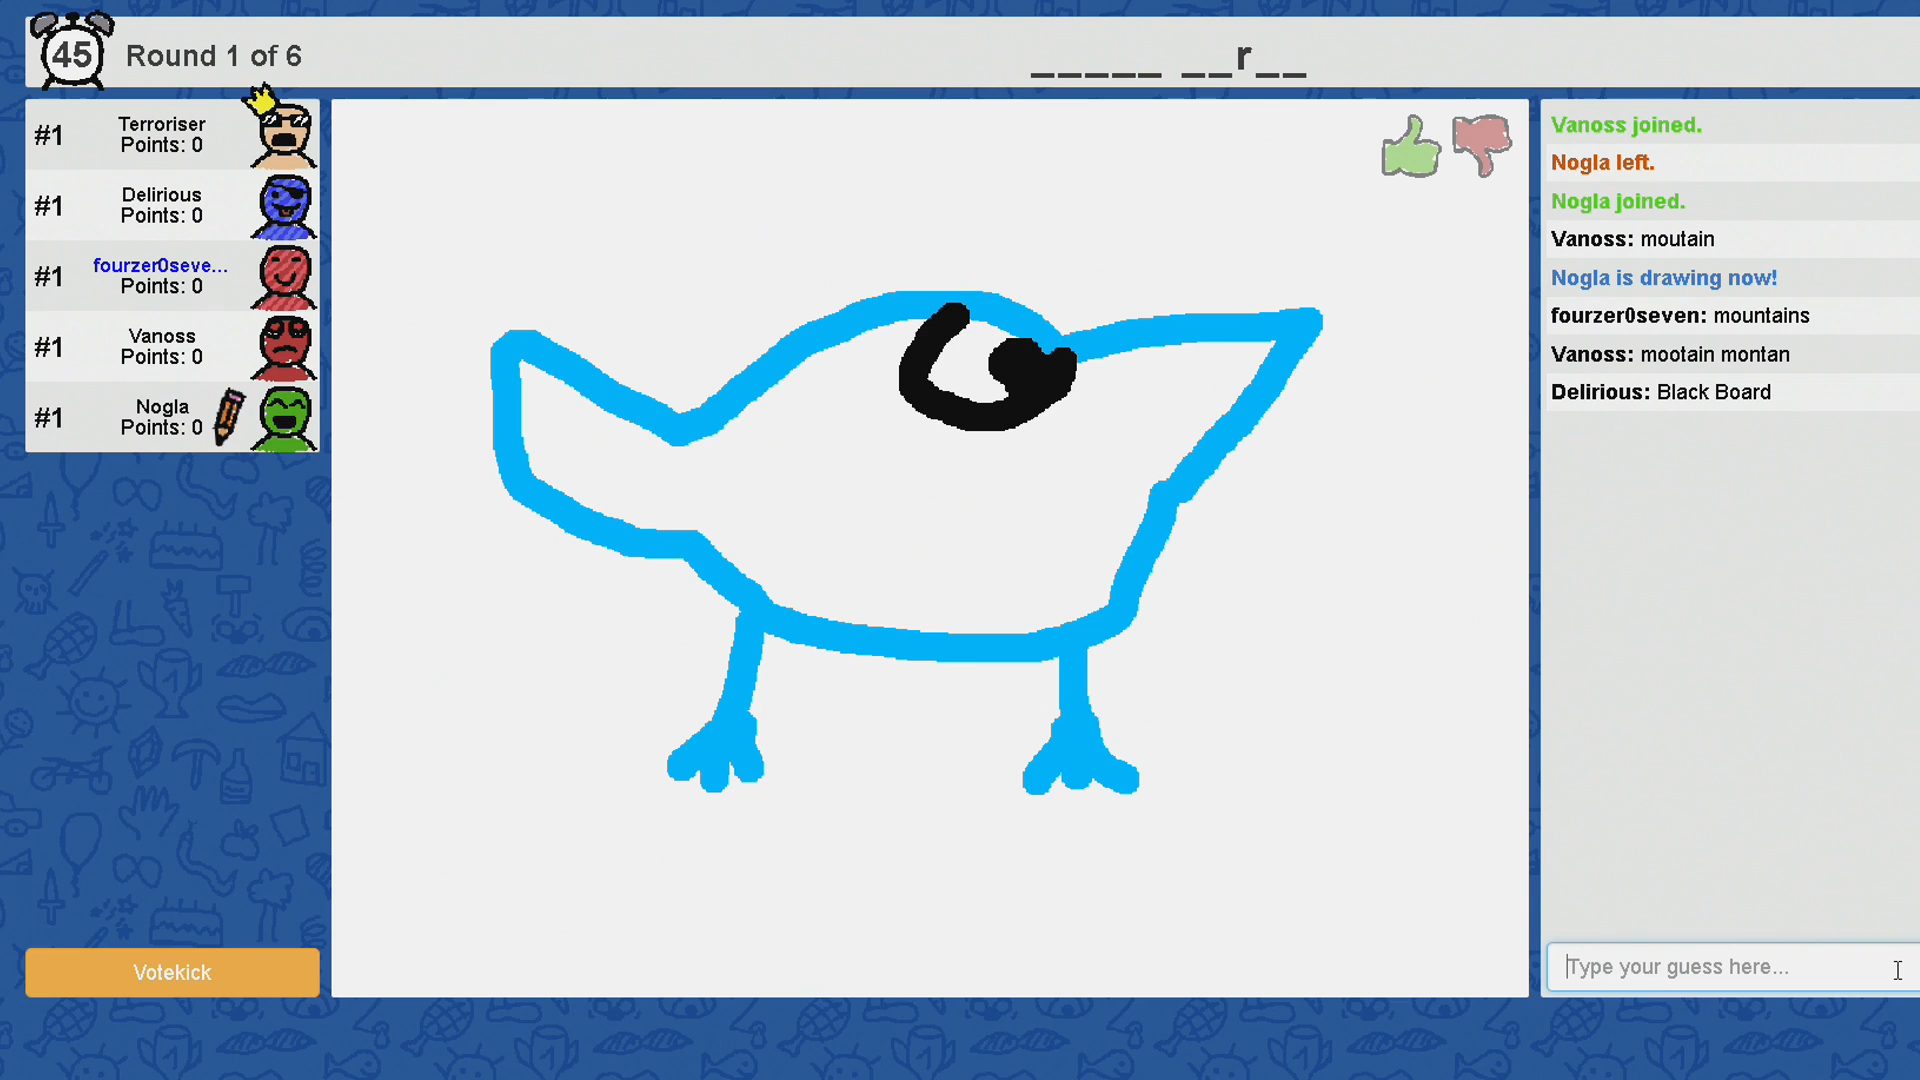 45
Round 1 of 6
_____ __r__
#1
Terroriser
Points: 0
#1
Delirious
Points: 0
#1
fourzer0seve...
Points: 0
#1
Vanoss
Points: 0
#1
Nogla
Points: 0
Votekick
Vanoss joined.
Nogla left.
Nogla joined.
Vanoss: moutain
Nogla is drawing now!
fourzer0seven: mountains
Vanoss: mootain montan
Delirious: Black Board
Type your guess here...